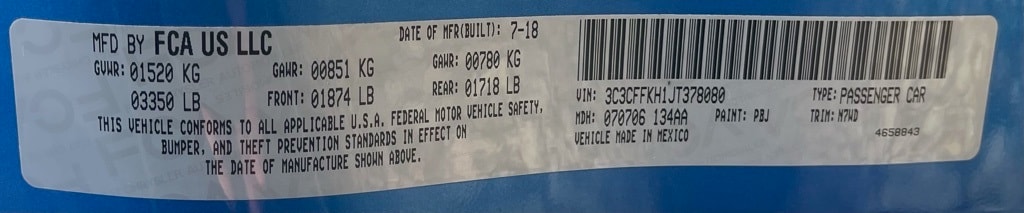 MFD BY FCA US LLC DATE OF MFR(BUILT): 7-18
GVWR: 01520 KG GAWR: 00851 KG GAWR: 00780 KG
03350 LB FRONT: 01874 LB REAR: 01718 LB
THIS VEHICLE CONFORMS TO ALL APPLICABLE U.S.A. FEDERAL MOTOR VEHICLE SAFETY,
BUMPER, AND THEFT PREVENTION STANDARDS IN EFFECT ON
THE DATE OF MANUFACTURE SHOWN ABOVE.
VIN: 3C3CFFKH1JT378080 TYPE: PASSENGER CAR
MDH: 070706 134AA PAINT: PBJ TRIM: N7WD
VEHICLE MADE IN MEXICO 4658843